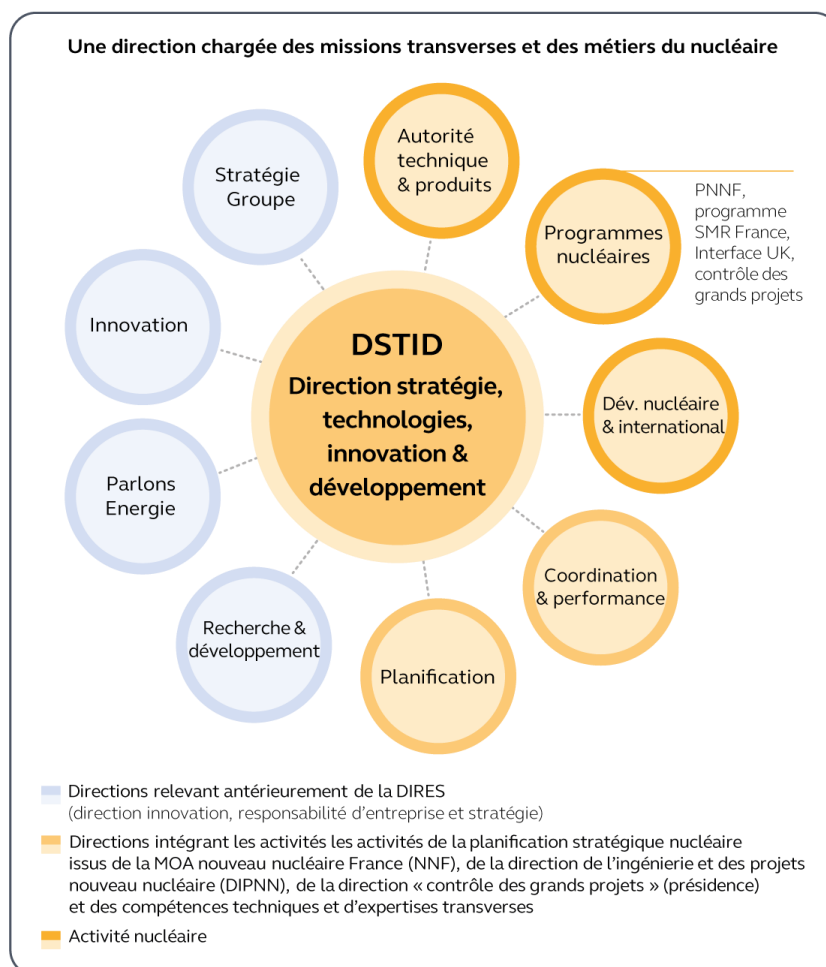 Une direction chargée des missions transverses et des métiers du nucléaire
Autorité
technique
& produits
Stratégie
Groupe
Programmes
nucléaires
PNNF,
programme
SMR France,
Interface UK,
contrôle des
grands projets
Innovation
DSTID
Direction stratégie,
technologies,
innovation &
développement
Dév. nucléaire
& international
Parlons
Energie
Coordination
& performance
Recherche &
développement
Planification
Directions relevant antérieurement de la DIRES
(direction innovation, responsabilité d’entreprise et stratégie)
Directions intégrant les activités les activités de la planification stratégique nucléaire
issus de la MOA nouveau nucléaire France (NNF), de la direction de l’ingénierie et des projets
nouveau nucléaire (DIPNN), de la direction « contrôle des grands projets » (présidence)
et des compétences techniques et d’expertises transverses
Activité nucléaire